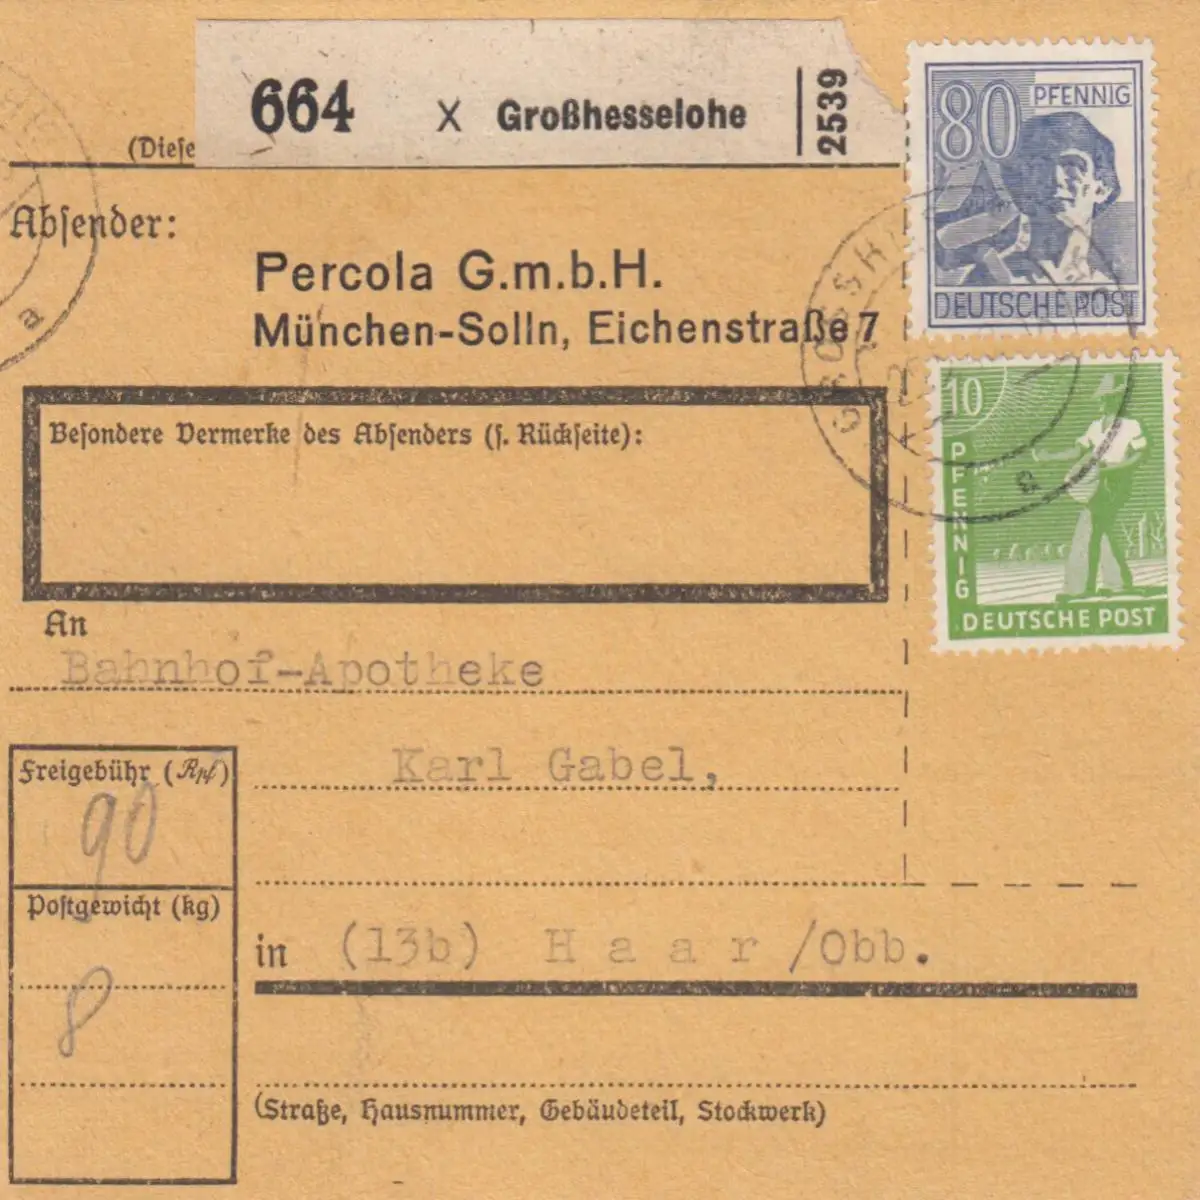 664 X Großhesselohe 2539
(Diese
80 PFENNIG
DEUTSCHE POST
Absender:
Percola G.m.b.H.
München-Solln, Eichenstraße 7
a
GROSSH
a
10
PFENNIG
DEUTSCHE POST
Besondere Vermerke des Absenders (s. Rückseite):
An
Bahnhof-Apotheke
Karl Gabel,
Freigebühr (Rpf)
90
Postgewicht (kg)
8
in (13b) Haar/Obb.
(Straße, Hausnummer, Gebäudeteil, Stockwerk)